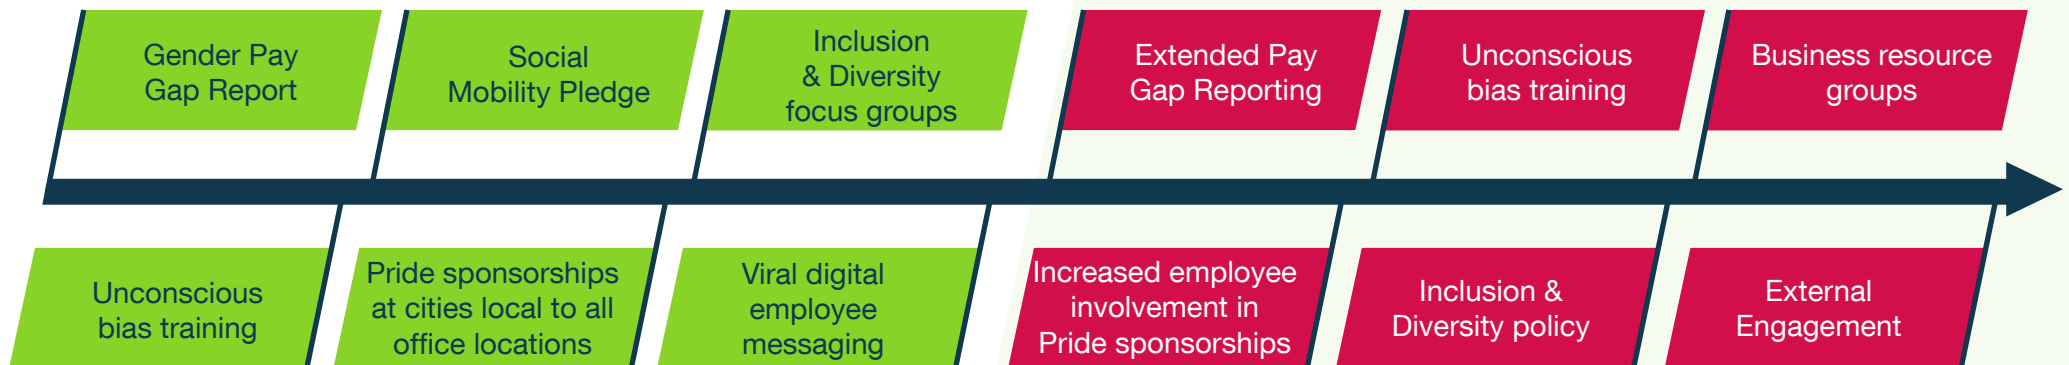 Gender Pay
Gap Report
Social
Mobility Pledge
Inclusion
& Diversity
focus groups
Extended Pay
Gap Reporting
Unconscious
bias training
Business resource
groups
Unconscious
bias training
Pride sponsorships
at cities local to all
office locations
Viral digital
employee
messaging
Increased employee
involvement in
Pride sponsorships
Inclusion &
Diversity policy
External
Engagement